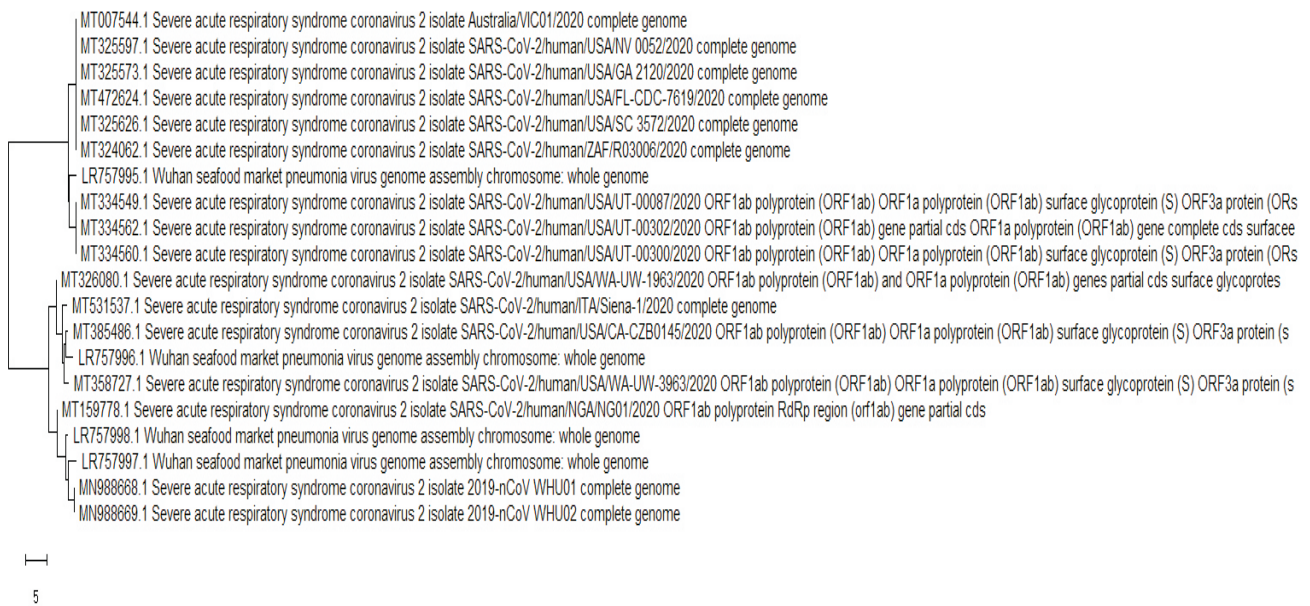 MT007544.1 Severe acute respiratory syndrome coronavirus 2 isolate Australia/VIC01/2020 complete genome
MT325597.1 Severe acute respiratory syndrome coronavirus 2 isolate SARS-CoV-2/human/USA/NV 0052/2020 complete genome
MT325573.1 Severe acute respiratory syndrome coronavirus 2 isolate SARS-CoV-2/human/USA/GA 2120/2020 complete genome
MT472624.1 Severe acute respiratory syndrome coronavirus 2 isolate SARS-CoV-2/human/USA/FL-CDC-7619/2020 complete genome
MT325626.1 Severe acute respiratory syndrome coronavirus 2 isolate SARS-CoV-2/human/USA/SC 3572/2020 complete genome
MT324062.1 Severe acute respiratory syndrome coronavirus 2 isolate SARS-CoV-2/human/ZAF/R03006/2020 complete genome
LR757995.1 Wuhan seafood market pneumonia virus genome assembly chromosome: whole genome
MT334549.1 Severe acute respiratory syndrome coronavirus 2 isolate SARS-CoV-2/human/USA/UT-00087/2020 ORF1ab polyprotein (ORF1ab) ORF1a polyprotein (ORF1ab) surface glycoprotein (S) ORF3a protein (ORs
MT334562.1 Severe acute respiratory syndrome coronavirus 2 isolate SARS-CoV-2/human/USA/UT-00302/2020 ORF1ab polyprotein (ORF1ab) gene partial cds ORF1a polyprotein (ORF1ab) gene complete cds surfacee
MT334560.1 Severe acute respiratory syndrome coronavirus 2 isolate SARS-CoV-2/human/USA/UT-00300/2020 ORF1ab polyprotein (ORF1ab) ORF1a polyprotein (ORF1ab) surface glycoprotein (S) ORF3a protein (ORs
MT326080.1 Severe acute respiratory syndrome coronavirus 2 isolate SARS-CoV-2/human/USA/WA-UW-1963/2020 ORF1ab polyprotein (ORF1ab) and ORF1a polyprotein (ORF1ab) genes partial cds surface glycoprotes
MT531537.1 Severe acute respiratory syndrome coronavirus 2 isolate SARS-CoV-2/human/ITA/Siena-1/2020 complete genome
MT385486.1 Severe acute respiratory syndrome coronavirus 2 isolate SARS-CoV-2/human/USA/CA-CZB0145/2020 ORF1ab polyprotein (ORF1ab) ORF1a polyprotein (ORF1ab) surface glycoprotein (S) ORF3a protein (s
LR757996.1 Wuhan seafood market pneumonia virus genome assembly chromosome: whole genome
MT358727.1 Severe acute respiratory syndrome coronavirus 2 isolate SARS-CoV-2/human/USA/WA-UW-3963/2020 ORF1ab polyprotein (ORF1ab) ORF1a polyprotein (ORF1ab) surface glycoprotein (S) ORF3a protein (s
MT159778.1 Severe acute respiratory syndrome coronavirus 2 isolate SARS-CoV-2/human/NGA/NG01/2020 ORF1ab polyprotein RdRp region (orf1ab) gene partial cds
LR757998.1 Wuhan seafood market pneumonia virus genome assembly chromosome: whole genome
LR757997.1 Wuhan seafood market pneumonia virus genome assembly chromosome: whole genome
MN988668.1 Severe acute respiratory syndrome coronavirus 2 isolate 2019-nCoV WHU01 complete genome
MN988669.1 Severe acute respiratory syndrome coronavirus 2 isolate 2019-nCoV WHU02 complete genome
5